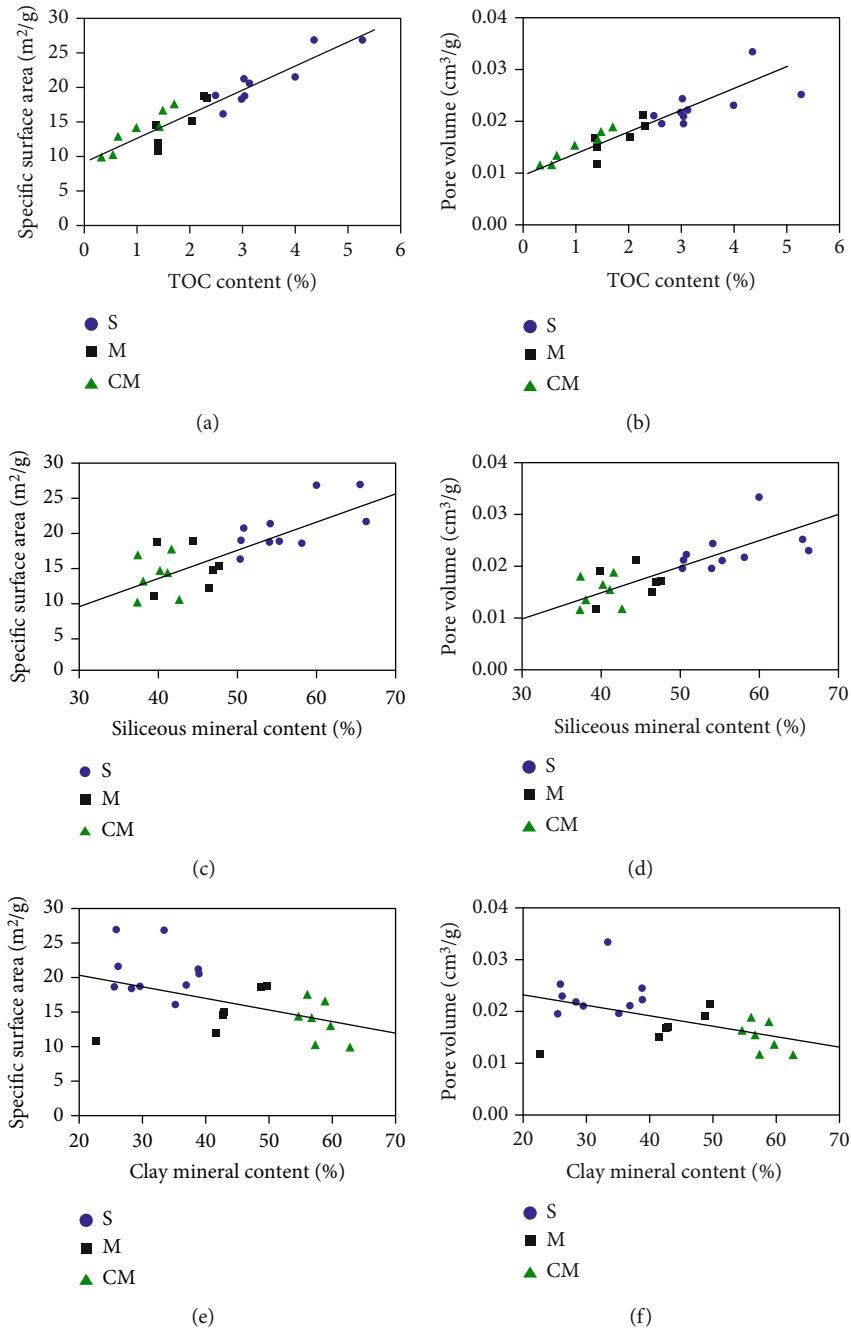 30
25
20
15
10
5
0
Specific surface area (m²/g)
0 1 2 3 4 5 6
TOC content (%)
S
M
CM
(a)
0.04
0.03
0.02
0.01
0.00
Pore volume (cm³/g)
0 1 2 3 4 5 6
TOC content (%)
S
M
CM
(b)
30
25
20
15
10
5
0
Specific surface area (m²/g)
30 40 50 60 70
Siliceous mineral content (%)
S
M
CM
(c)
0.04
0.03
0.02
0.01
0.00
Pore volume (cm³/g)
30 40 50 60 70
Siliceous mineral content (%)
S
M
CM
(d)
30
25
20
15
10
5
0
Specific surface area (m²/g)
20 30 40 50 60 70
Clay mineral content (%)
S
M
CM
(e)
0.04
0.03
0.02
0.01
0.00
Pore volume (cm³/g)
20 30 40 50 60 70
Clay mineral content (%)
S
M
CM
(f)